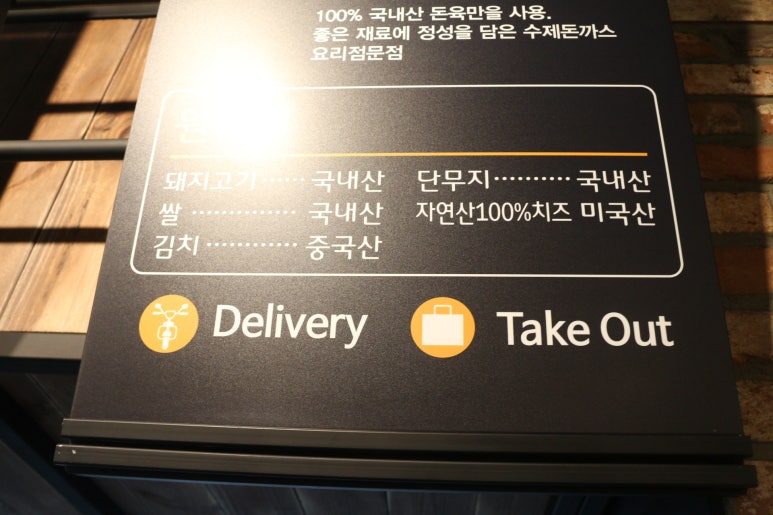 100% 국내산 돈육만을 사용.
좋은 재료에 정성을 담은 수제돈까스
요리점문점
돼지고기 ······ 국내산 단무지 ·········· 국내산
쌀 ·············· 국내산 자연산100%치즈 미국산
김치 ············ 중국산
Delivery Take Out